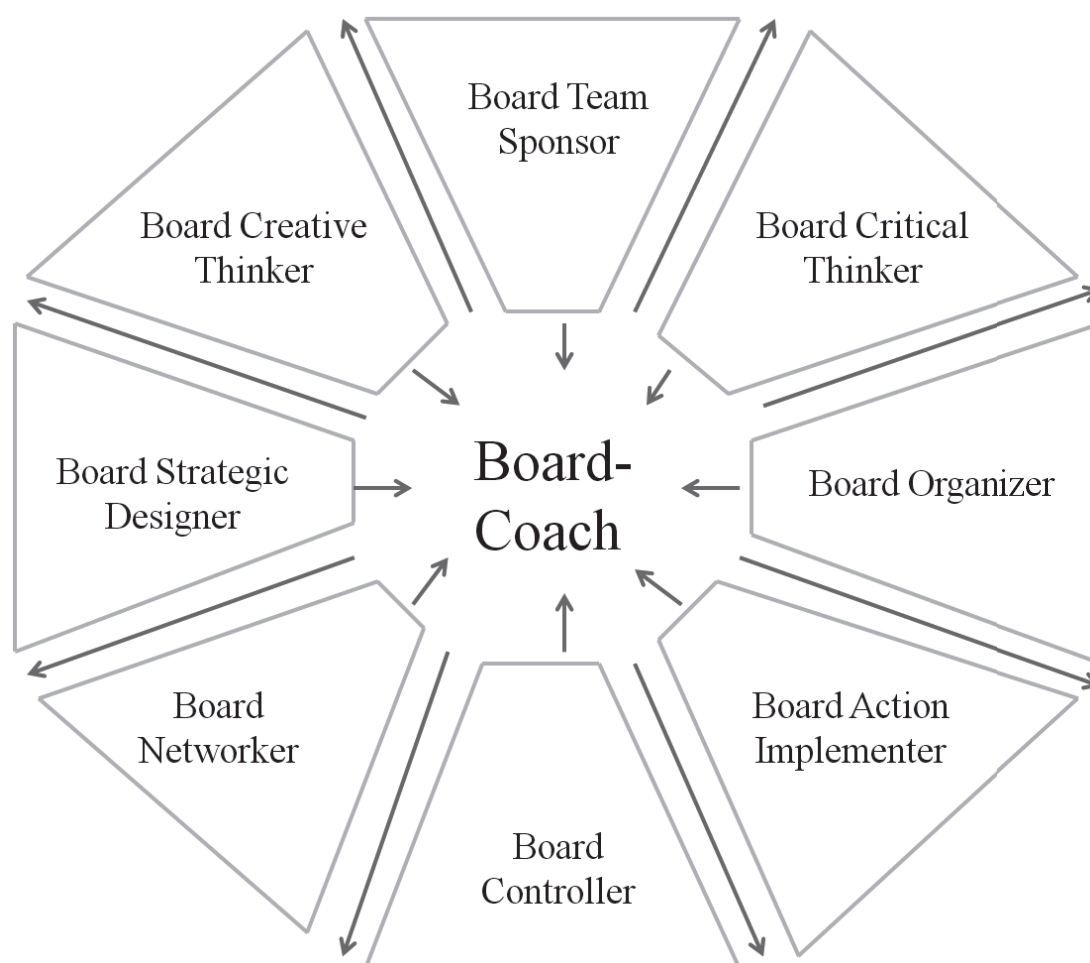 Board Team
Sponsor
Board Creative
Thinker
Board Critical
Thinker
Board-
Coach
Board Strategic
Designer
Board Organizer
Board
Networker
Board Action
Implementer
Board
Controller